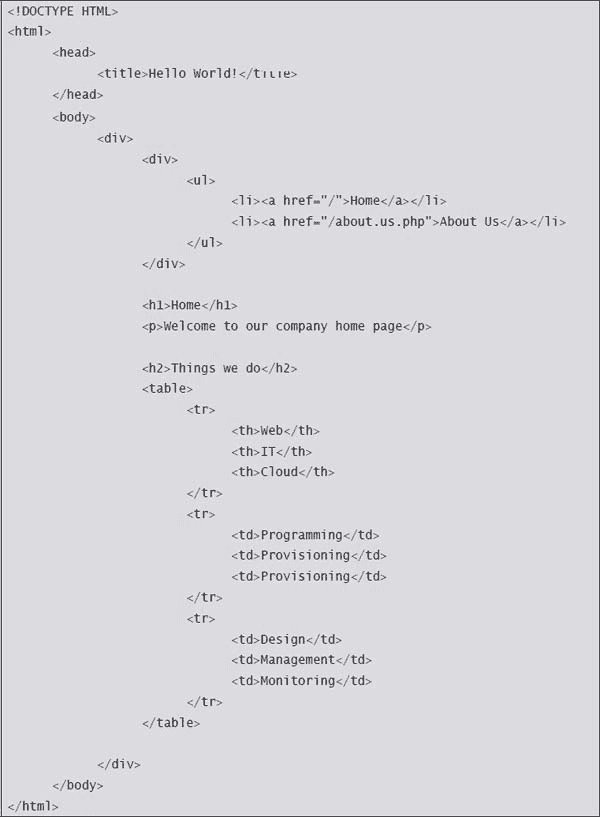 <!DOCTYPE HTML>
<html>
<head>
<title>Hello World!</title>
</head>
<body>
<div>
<div>
<ul>
<li><a href="/">Home</a></li>
<li><a href="/about.us.php">About Us</a></li>
</ul>
</div>
<h1>Home</h1>
<p>Welcome to our company home page</p>
<h2>Things we do</h2>
<table>
<tr>
<th>Web</th>
<th>IT</th>
<th>Cloud</th>
</tr>
<tr>
<td>Programming</td>
<td>Provisioning</td>
<td>Provisioning</td>
</tr>
<tr>
<td>Design</td>
<td>Management</td>
<td>Monitoring</td>
</tr>
</table>
</div>
</body>
</html>